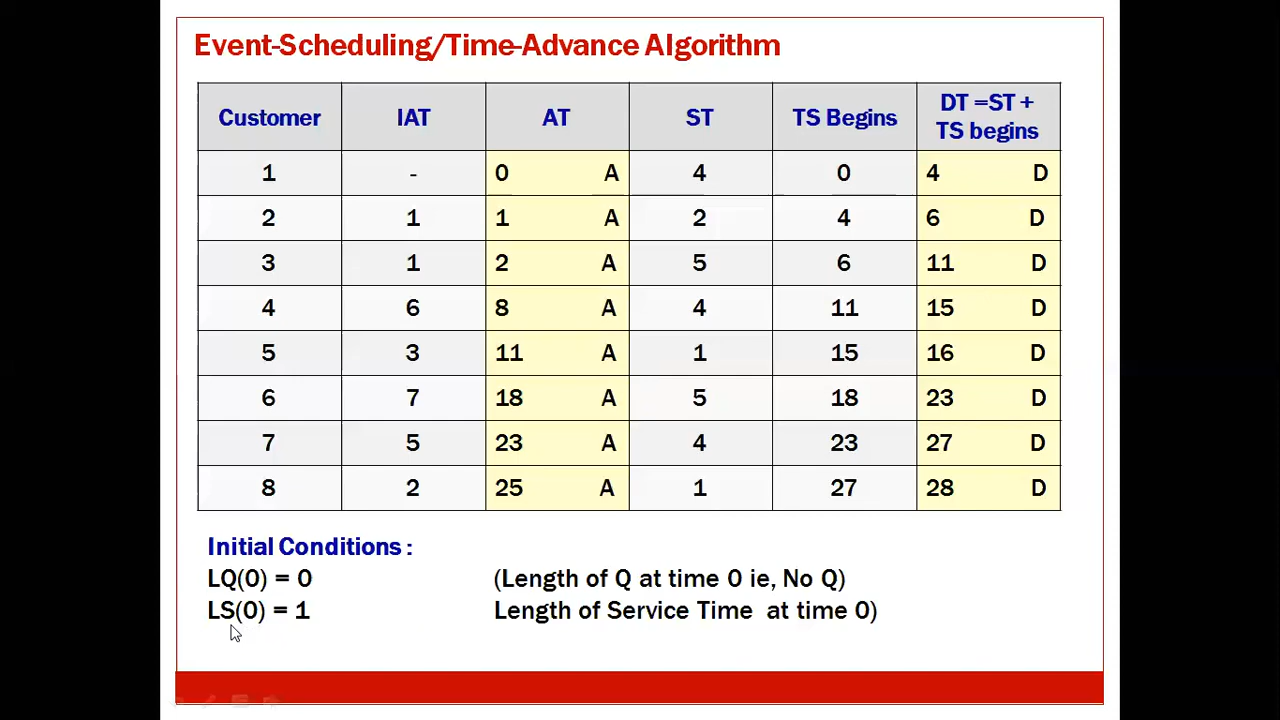 Event-Scheduling/Time-Advance Algorithm
Customer IAT AT ST TS Begins DT =ST + TS begins
1 - 0 A 4 0 4 D
2 1 1 A 2 4 6 D
3 1 2 A 5 6 11 D
4 6 8 A 4 11 15 D
5 3 11 A 1 15 16 D
6 7 18 A 5 18 23 D
7 5 23 A 4 23 27 D
8 2 25 A 1 27 28 D
Initial Conditions :
LQ(0) = 0 (Length of Q at time 0 ie, No Q)
LS(0) = 1 Length of Service Time at time 0)